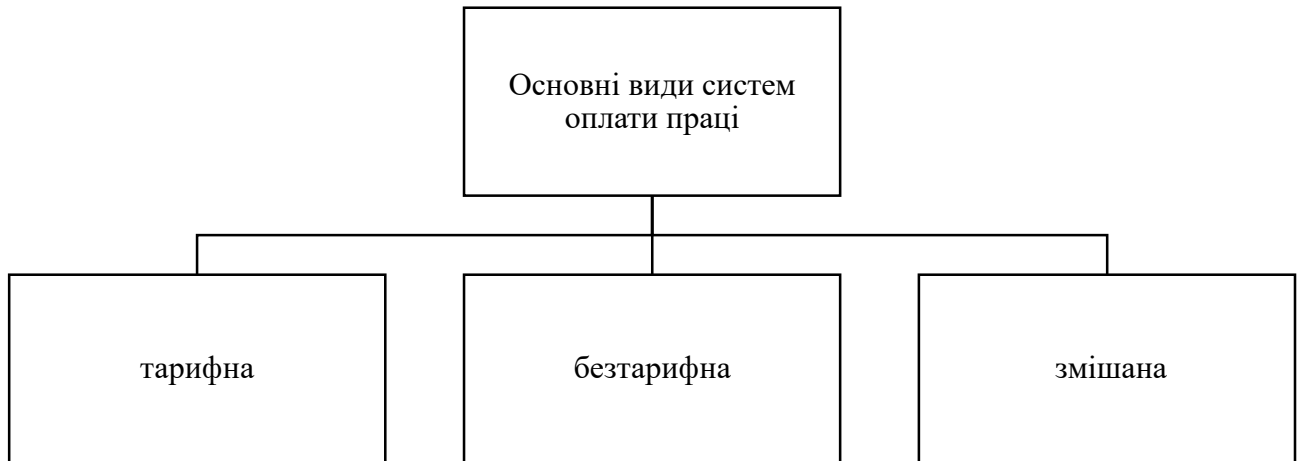 Основні види систем
оплати праці
тарифна
безтарифна
змішана